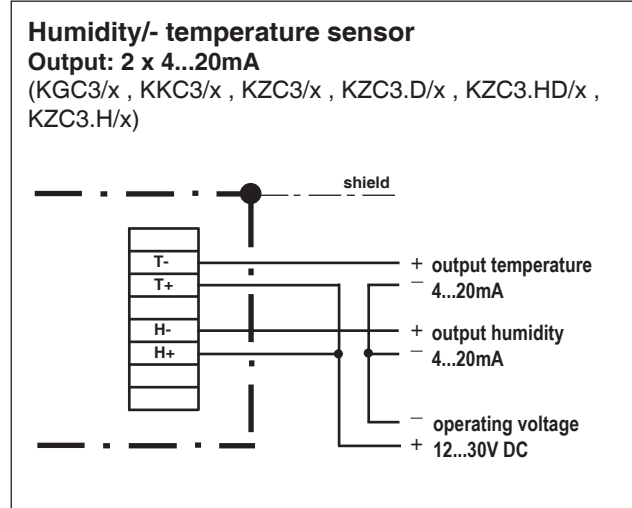 Humidity/- temperature sensor
Output: 2 x 4...20mA
(KGC3/x , KKC3/x , KZC3/x , KZC3.D/x , KZC3.HD/x ,
KZC3.H/x)
shield
T-
T+
H-
H+
+ output temperature
− 4...20mA
+ output humidity
− 4...20mA
− operating voltage
+ 12...30V DC